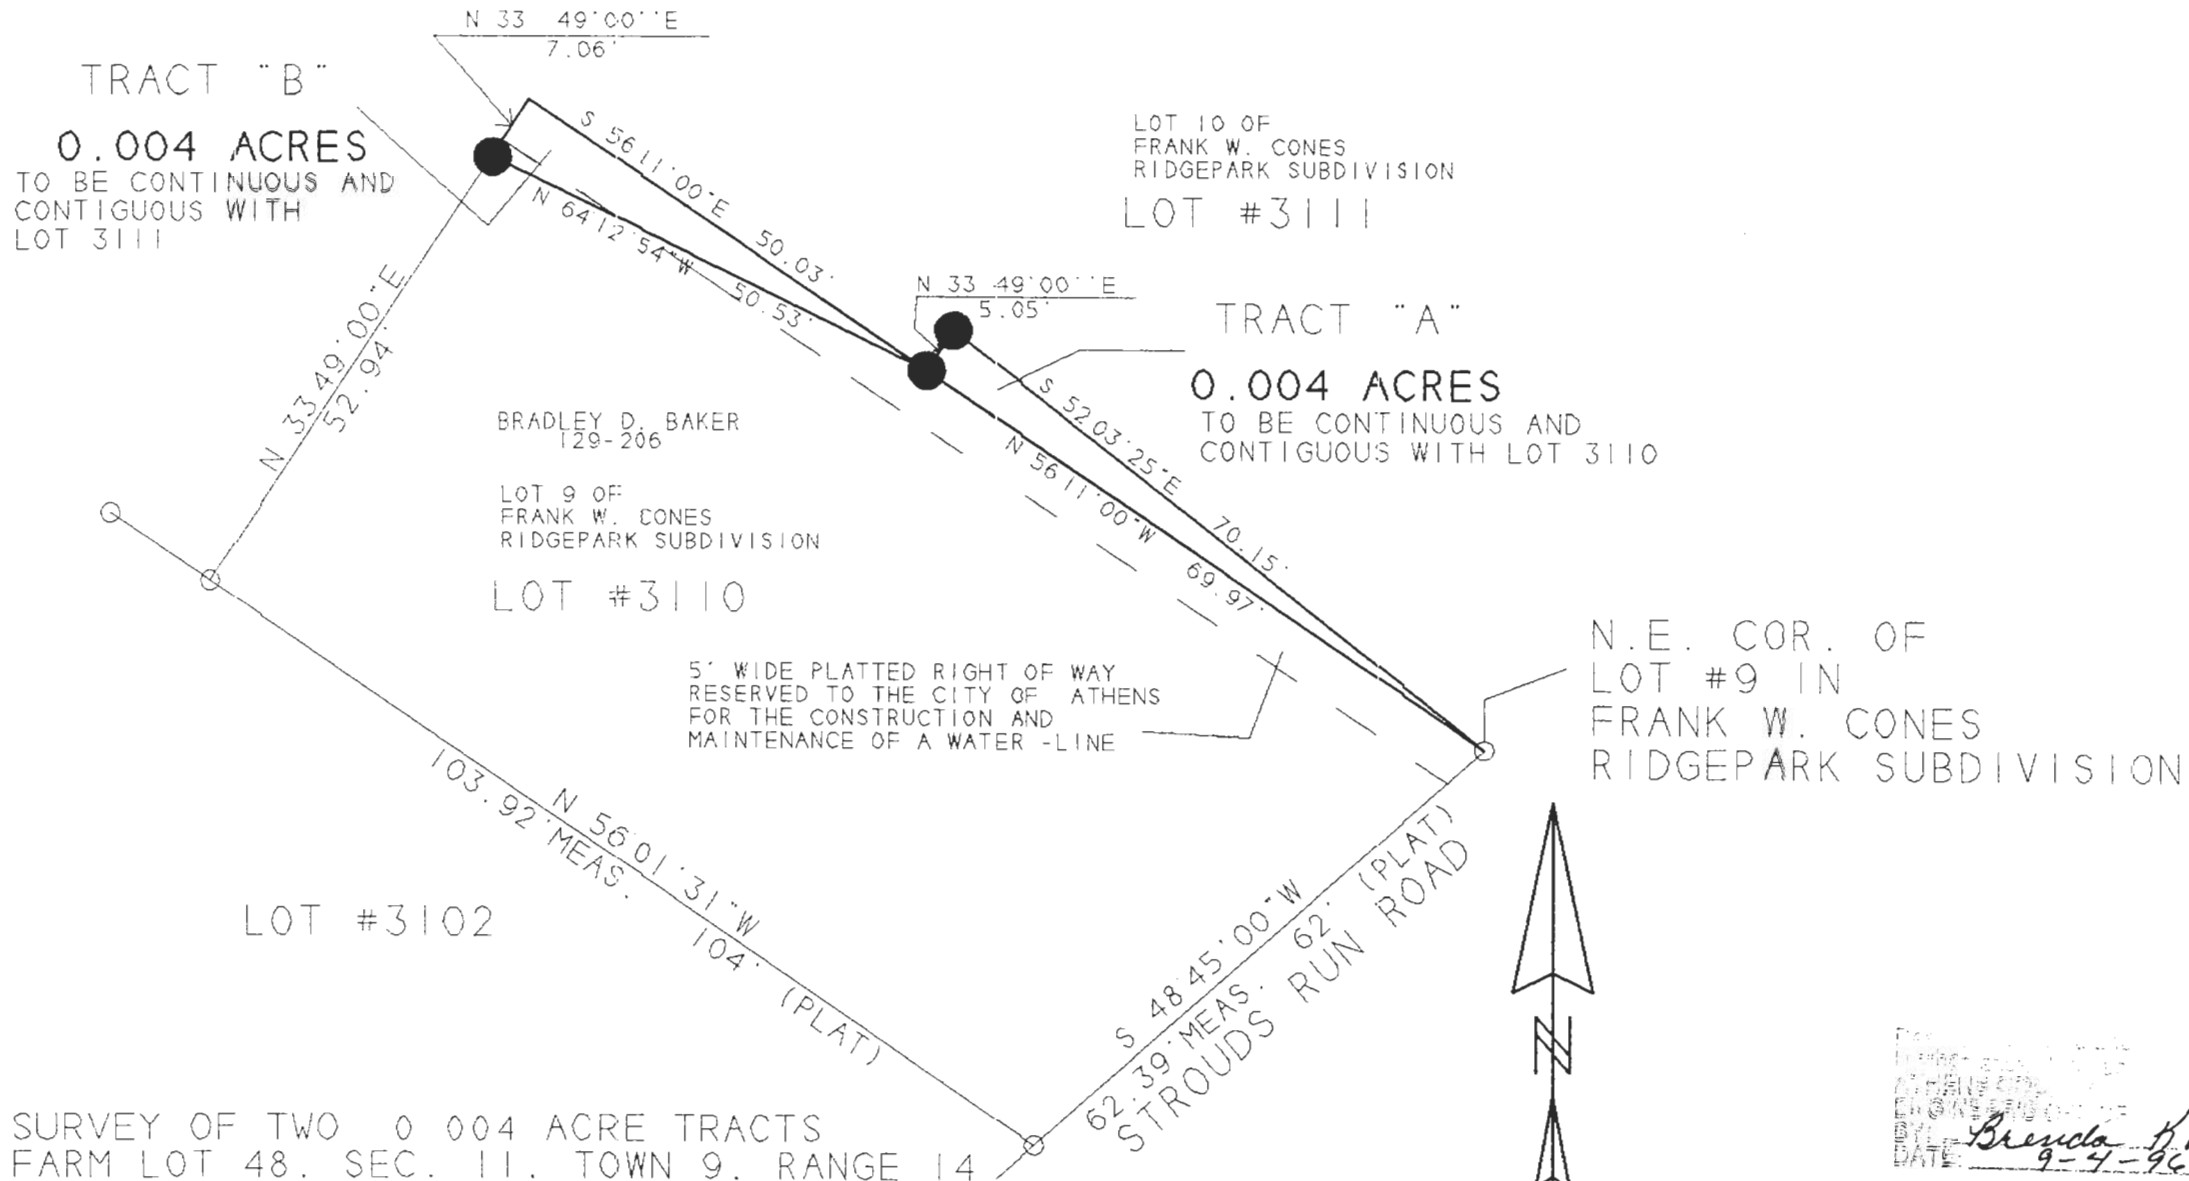 N 33 49'00''E
7.06'
TRACT "B"
0.004 ACRES
TO BE CONTINUOUS AND
CONTIGUOUS WITH
LOT 3111
S 56 11'00"E 50.03'
N 64 12'54"W 50.53'
LOT 10 OF
FRANK W. CONES
RIDGEPARK SUBDIVISION
LOT #3111
N 33 49'00''E
5.05'
TRACT "A"
0.004 ACRES
TO BE CONTINUOUS AND
CONTIGUOUS WITH LOT 3110
S 52 03'25"E 70.15'
N 56 11'00"W 69.97'
N 33 49'00"E
52.94'
BRADLEY D. BAKER
129-206
LOT 9 OF
FRANK W. CONES
RIDGEPARK SUBDIVISION
LOT #3110
5' WIDE PLATTED RIGHT OF WAY
RESERVED TO THE CITY OF ATHENS
FOR THE CONSTRUCTION AND
MAINTENANCE OF A WATER -LINE
N.E. COR. OF
LOT #9 IN
FRANK W. CONES
RIDGEPARK SUBDIVISION
N 56 01'31"W 104' (PLAT)
103.92'MEAS.
S 48 45'00"W 62' (PLAT)
62.39'MEAS.
STROUDS RUN ROAD
LOT #3102
N
SURVEY OF TWO 0 004 ACRE TRACTS
FARM LOT 48. SEC. 11. TOWN 9. RANGE 14
BY: Brenda K
DATE 9-4-96